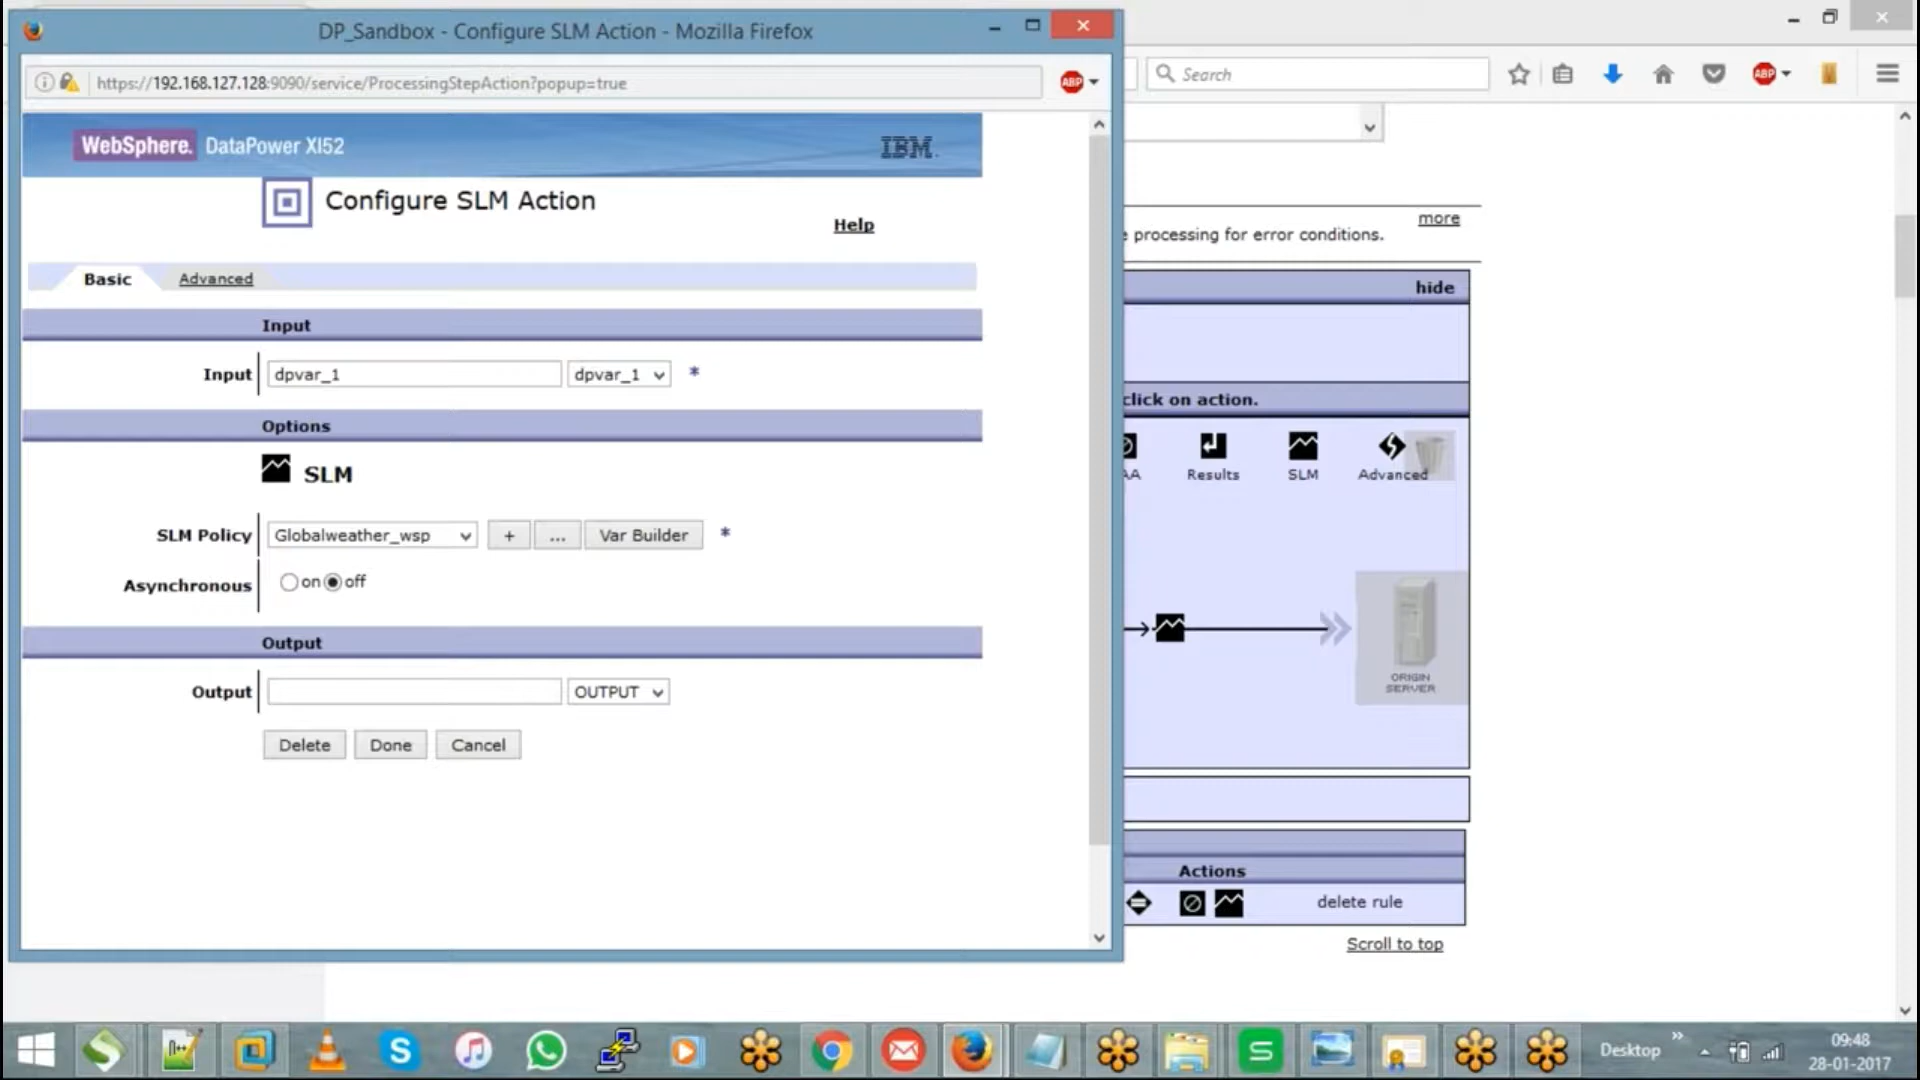 DP_Sandbox - Configure SLM Action - Mozilla Firefox
https://192.168.127.128:9090/service/ProcessingStepAction?popup=true
ABP
Search
ABP
WebSphere. DataPower XI52
IBM.
Configure SLM Action
Help
Basic
Advanced
Input
Input
dpvar_1
dpvar_1
*
Options
SLM
SLM Policy
Globalweather_wsp
+
...
Var Builder
*
Asynchronous
on
off
Output
Output
OUTPUT
Delete
Done
Cancel
more
processing for error conditions.
hide
click on action.
AA
Results
SLM
Advanced
ORIGIN
SERVER
Actions
delete rule
Scroll to top
Desktop
09:48
28-01-2017